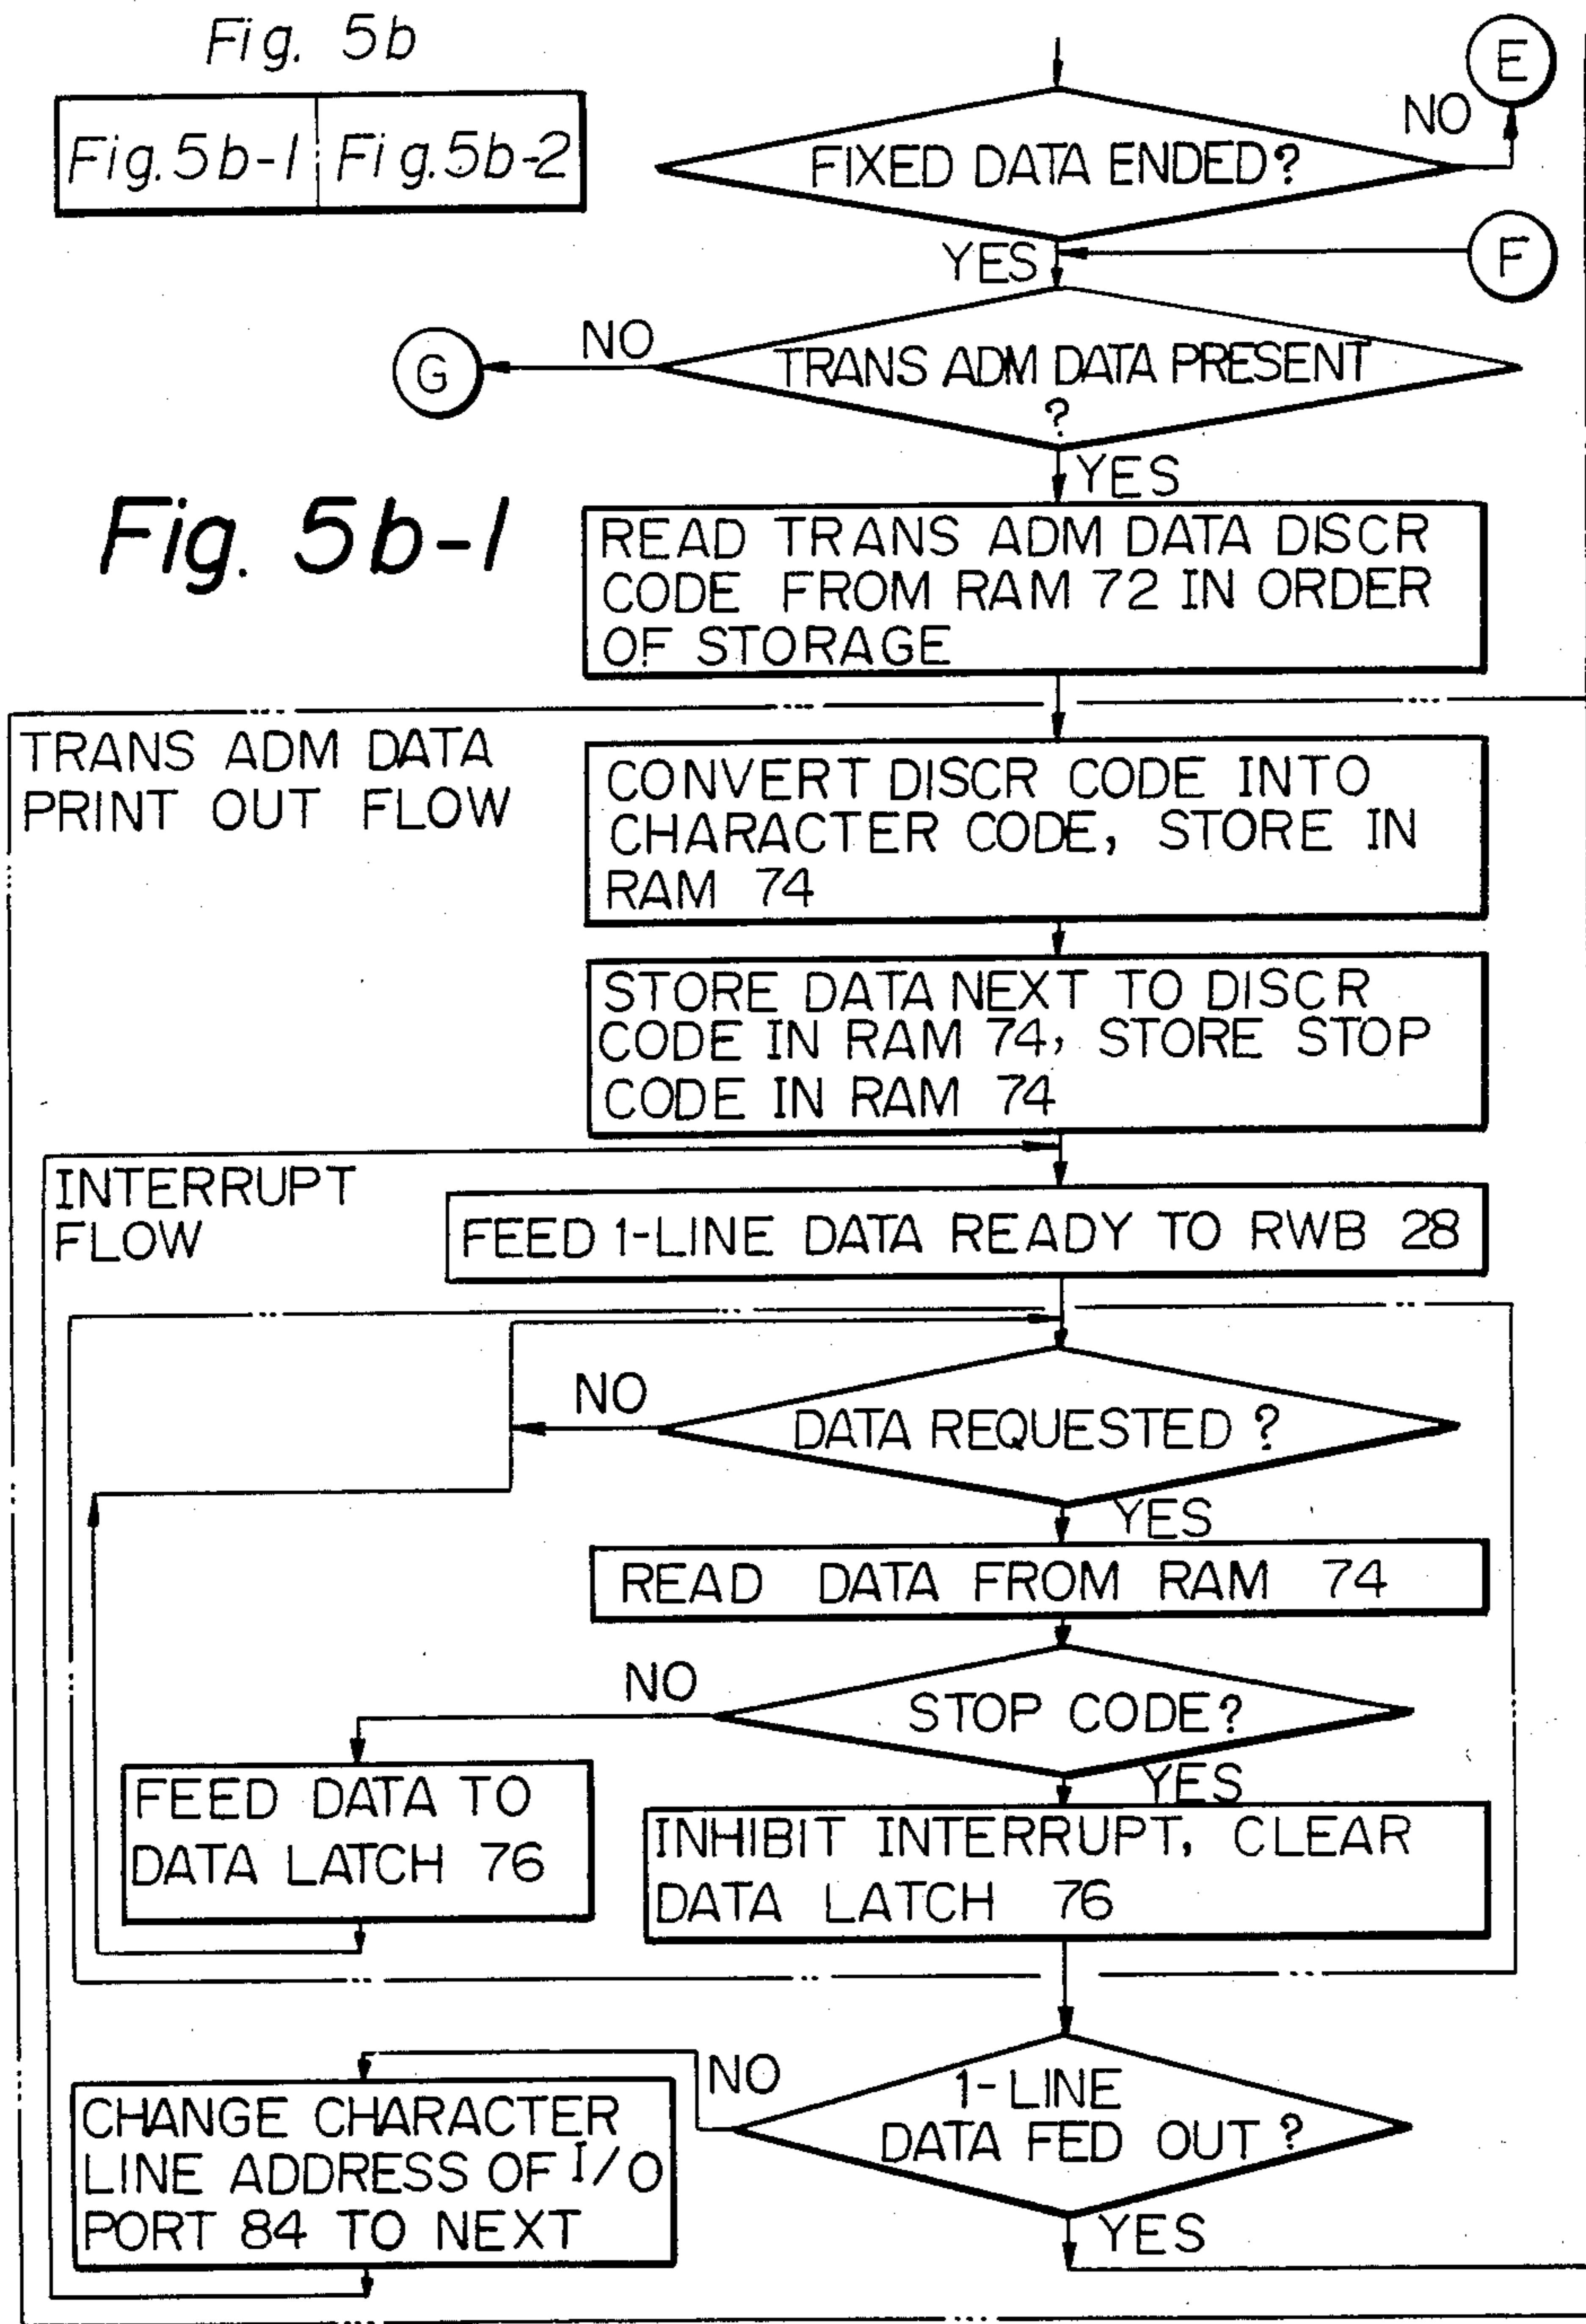 Fig. 5b
Fig.5b-1 Fig.5b-2
E
NO
FIXED DATA ENDED?
YES
F
NO
G
TRANS ADM DATA PRESENT
?
YES
Fig. 5b-1
READ TRANS ADM DATA DISCR
CODE FROM RAM 72 IN ORDER
OF STORAGE
TRANS ADM DATA
PRINT OUT FLOW
CONVERT DISCR CODE INTO
CHARACTER CODE, STORE IN
RAM 74
STORE DATA NEXT TO DISCR
CODE IN RAM 74, STORE STOP
CODE IN RAM 74
INTERRUPT
FLOW
FEED 1-LINE DATA READY TO RWB 28
NO
DATA REQUESTED ?
YES
READ DATA FROM RAM 74
NO
STOP CODE?
YES
FEED DATA TO
DATA LATCH 76
INHIBIT INTERRUPT, CLEAR
DATA LATCH 76
NO
1-LINE
DATA FED OUT ?
YES
CHANGE CHARACTER
LINE ADDRESS OF I/O
PORT 84 TO NEXT